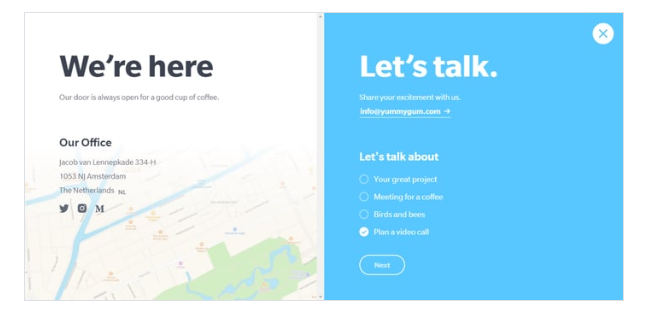 We're here
Our door is always open for a good cup of coffee.
Our Office
Jacob van Lennepkade 334-H
1053 NJ Amsterdam
The Netherlands NL
Let's talk.
Share your excitement with us.
info@yummygum.com →
Let's talk about
Your great project
Meeting for a coffee
Birds and bees
Plan a video call
Next